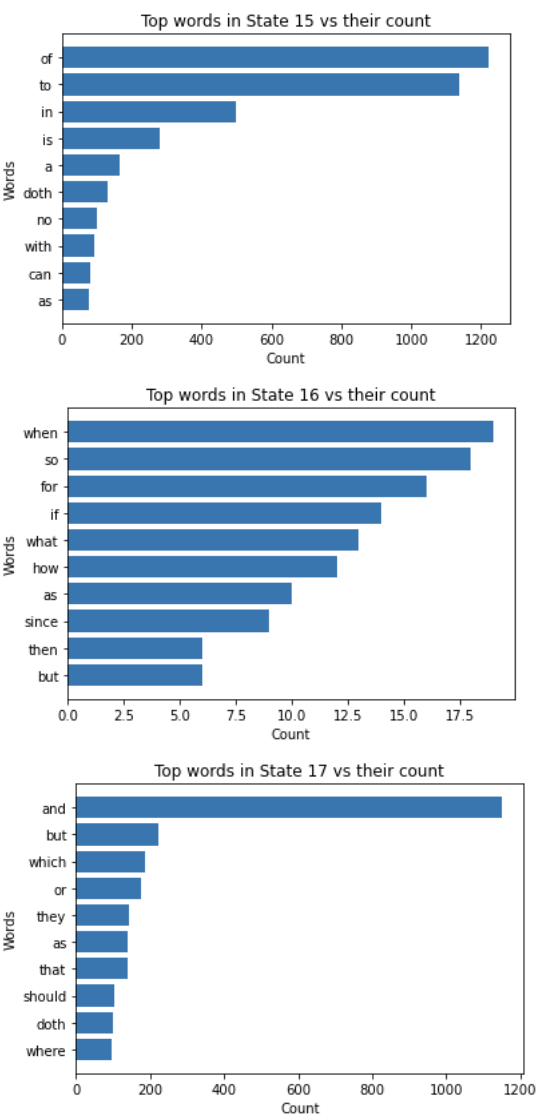 Top words in State 15 vs their count
of
to
in
is
a
doth
no
with
can
as
Words
0 200 400 600 800 1000 1200
Count
Top words in State 16 vs their count
when
so
for
if
what
how
as
since
then
but
Words
0.0 2.5 5.0 7.5 10.0 12.5 15.0 17.5
Count
Top words in State 17 vs their count
and
but
which
or
they
as
that
should
doth
where
Words
0 200 400 600 800 1000 1200
Count